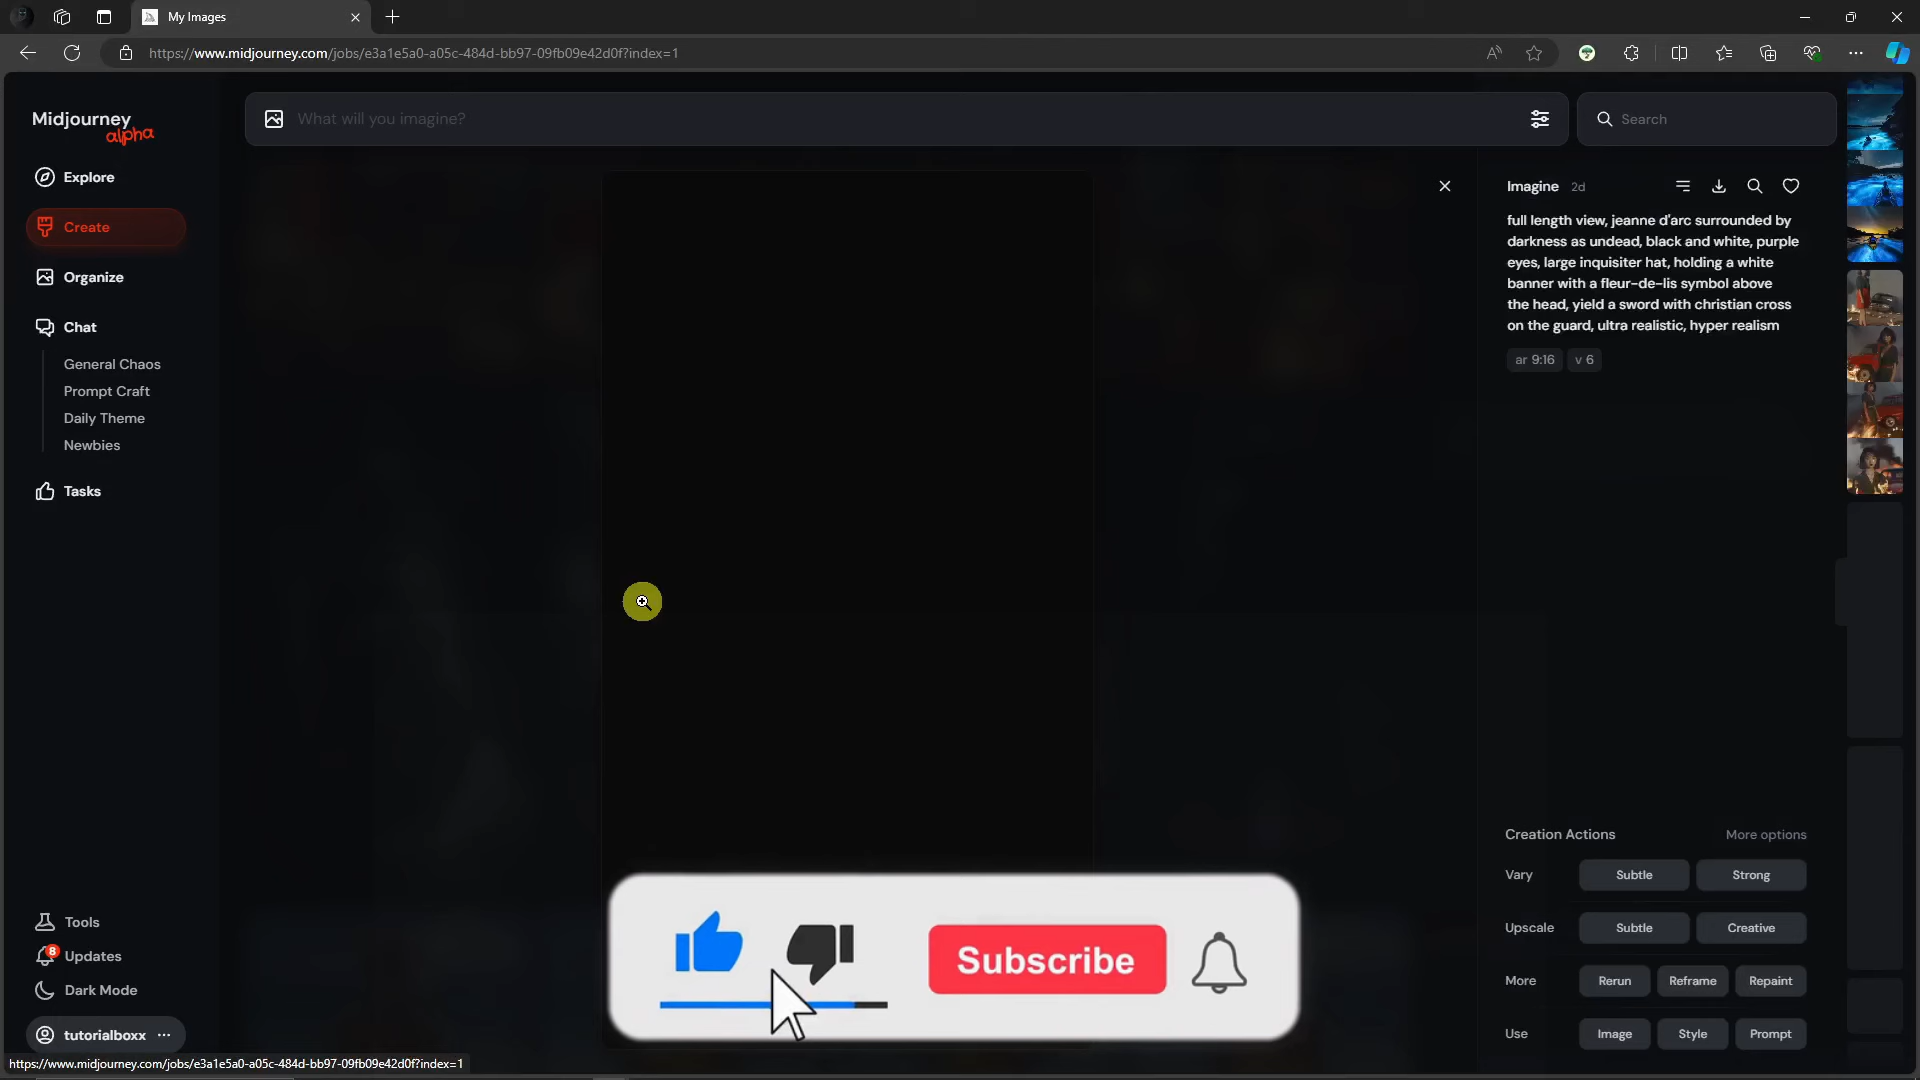 My Images
https://www.midjourney.com/jobs/e3a1e5a0-a05c-484d-bb97-09fb09e42d0f?index=1
Midjourney
alpha
What will you imagine?
Search
Explore
Create
Organize
Chat
General Chaos
Prompt Craft
Daily Theme
Newbies
Tasks
Imagine 2d
full length view, jeanne d'arc surrounded by
darkness as undead, black and white, purple
eyes, large inquisiter hat, holding a white
banner with a fleur-de-lis symbol above
the head, yield a sword with christian cross
on the guard, ultra realistic, hyper realism
ar 9:16 v 6
Creation Actions More options
Vary Subtle Strong
Upscale Subtle Creative
More Rerun Reframe Repaint
Use Image Style Prompt
Subscribe
Tools
8
Updates
Dark Mode
tutorialboxx ...
https://www.midjourney.com/jobs/e3a1e5a0-a05c-484d-bb97-09fb09e42d0f?index=1